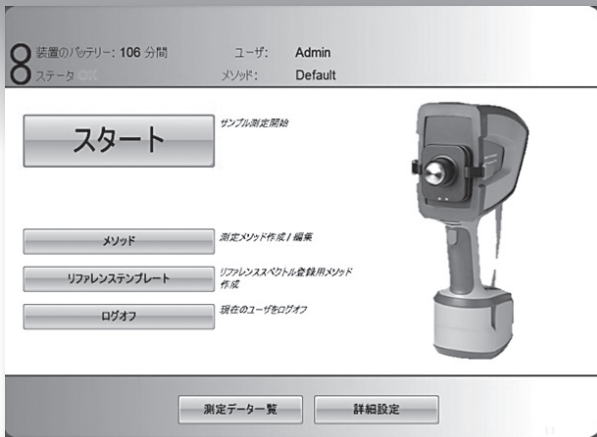 装置のバッテリー: 106 分間
ユーザ: Admin
ステータ OK
メソッド: Default
スタート
サンプル測定開始
メソッド
測定メソッド作成 / 編集
リファレンステンプレート
リファレンススペクトル登録用メソッド
作成
ログオフ
現在のユーザをログオフ
測定データ一覧
詳細設定